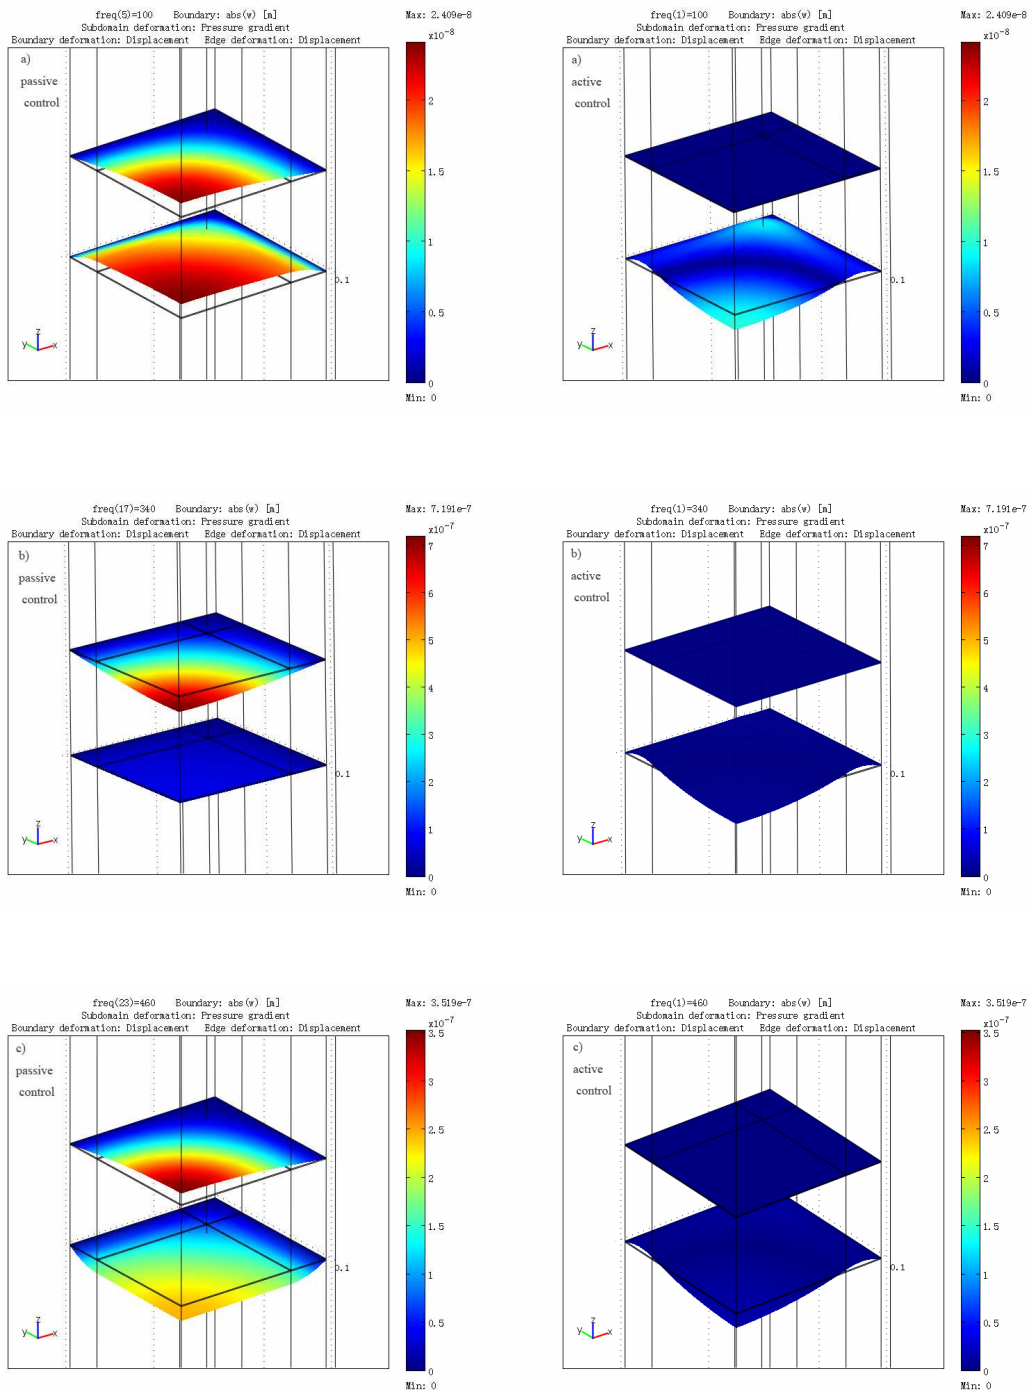 freq(5)=100 Boundary: abs(w) [m] Max: 2.409e-8
Subdomain deformation: Pressure gradient x10⁻⁸
Boundary deformation: Displacement Edge deformation: Displacement
a)
passive
control
2
1.5
1
0.5
0
0.1
z
y
x
Min: 0
freq(1)=100 Boundary: abs(w) [m] Max: 2.409e-8
Subdomain deformation: Pressure gradient x10⁻⁸
Boundary deformation: Displacement Edge deformation: Displacement
a)
active
control
2
1.5
1
0.5
0
0.1
z
y
x
Min: 0
freq(17)=340 Boundary: abs(w) [m] Max: 7.191e-7
Subdomain deformation: Pressure gradient x10⁻⁷
Boundary deformation: Displacement Edge deformation: Displacement
b)
passive
control
7
6
5
4
3
2
1
0
0.1
z
y
x
Min: 0
freq(1)=340 Boundary: abs(w) [m] Max: 7.191e-7
Subdomain deformation: Pressure gradient x10⁻⁷
Boundary deformation: Displacement Edge deformation: Displacement
b)
active
control
7
6
5
4
3
2
1
0
0.1
z
y
x
Min: 0
freq(23)=460 Boundary: abs(w) [m] Max: 3.519e-7
Subdomain deformation: Pressure gradient x10⁻⁷
Boundary deformation: Displacement Edge deformation: Displacement
c)
passive
control
3.5
3
2.5
2
1.5
1
0.5
0
0.1
z
y
x
Min: 0
freq(1)=460 Boundary: abs(w) [m] Max: 3.519e-7
Subdomain deformation: Pressure gradient x10⁻⁷
Boundary deformation: Displacement Edge deformation: Displacement
c)
active
control
3.5
3
2.5
2
1.5
1
0.5
0
0.1
z
y
x
Min: 0